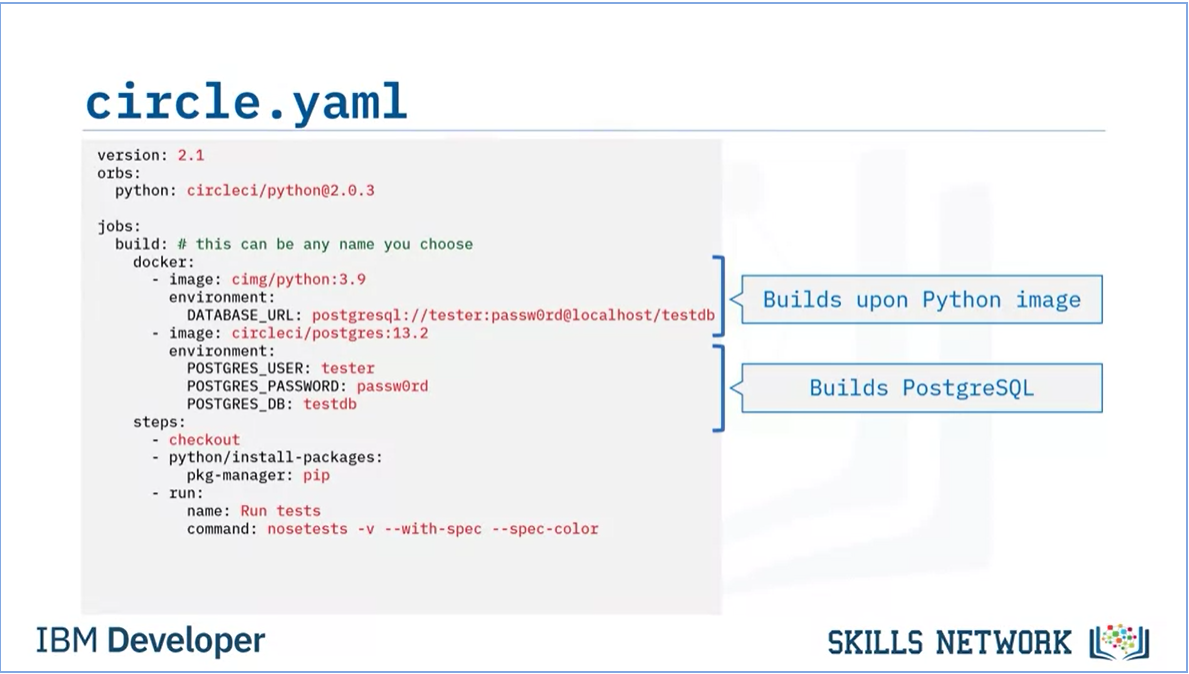 circle.yaml
version: 2.1
orbs:
  python: circleci/python@2.0.3

jobs:
  build: # this can be any name you choose
    docker:
      - image: cimg/python:3.9
        environment:
          DATABASE_URL: postgresql://tester:passw0rd@localhost/testdb
      - image: circleci/postgres:13.2
        environment:
          POSTGRES_USER: tester
          POSTGRES_PASSWORD: passw0rd
          POSTGRES_DB: testdb
    steps:
      - checkout
      - python/install-packages:
          pkg-manager: pip
      - run:
          name: Run tests
          command: nosetests -v --with-spec --spec-color
Builds upon Python image
Builds PostgreSQL
IBM Developer
SKILLS NETWORK